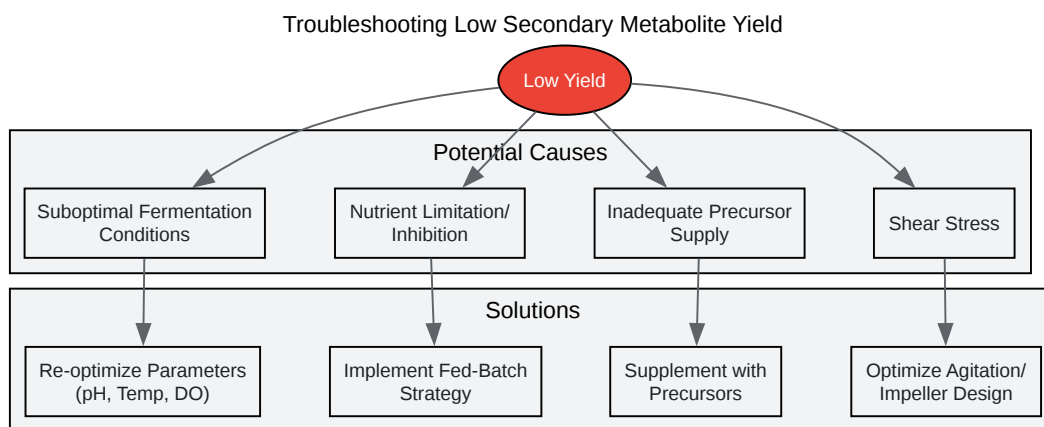 Troubleshooting Low Secondary Metabolite Yield
Low Yield
Potential Causes
Suboptimal Fermentation
Conditions
Nutrient Limitation/
Inhibition
Inadequate Precursor
Supply
Shear Stress
Solutions
Re-optimize Parameters
(pH, Temp, DO)
Implement Fed-Batch
Strategy
Supplement with
Precursors
Optimize Agitation/
Impeller Design